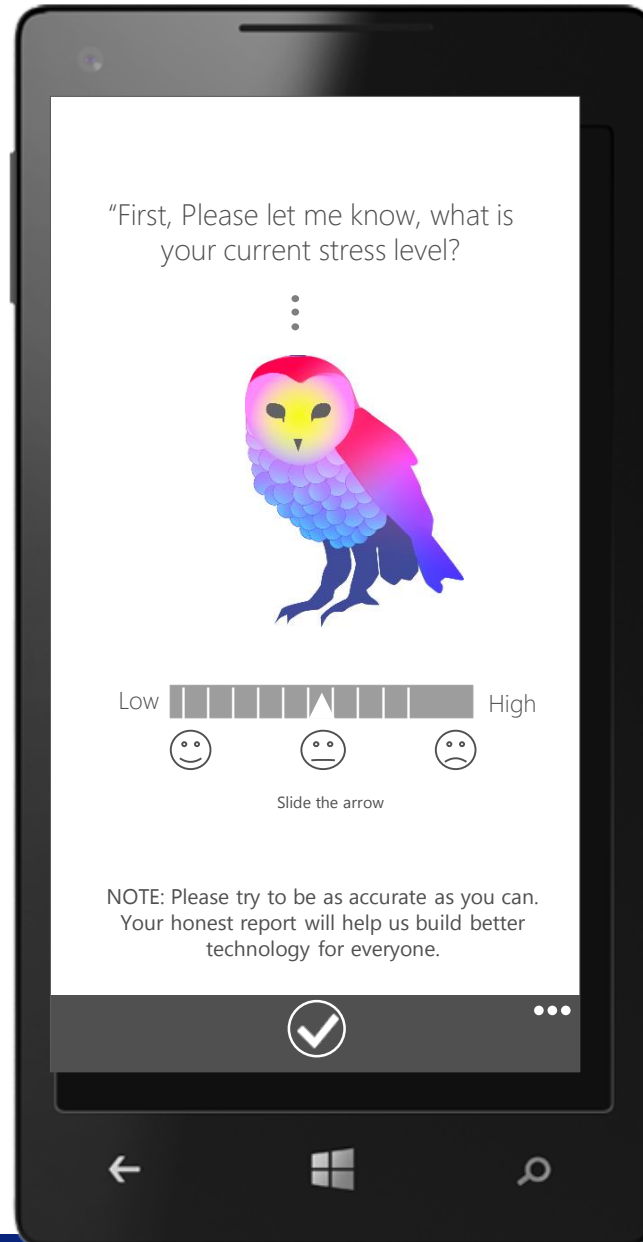 “First, Please let me know, what is
your current stress level?
Low
High
Slide the arrow
NOTE: Please try to be as accurate as you can.
Your honest report will help us build better
technology for everyone.